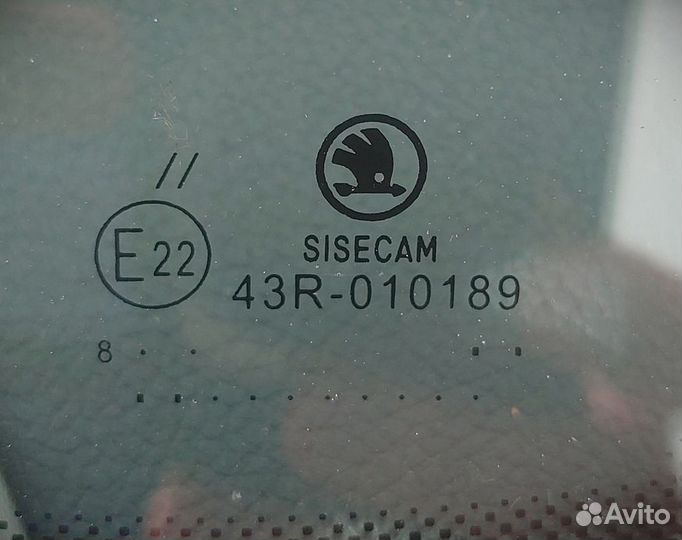 //
E22
SISECAM
43R-010189
8 . .
Avito